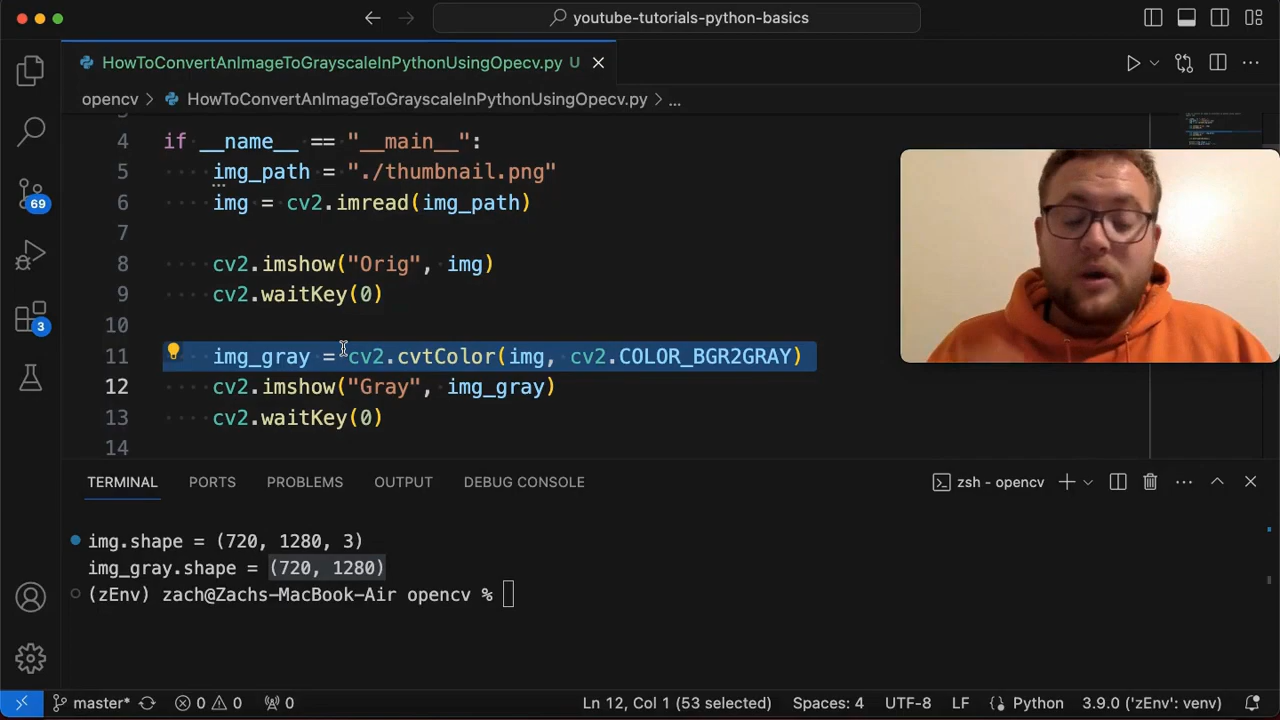 youtube-tutorials-python-basics
HowToConvertAnImageToGrayscaleInPythonUsingOpecv.py U
opencv > HowToConvertAnImageToGrayscaleInPythonUsingOpecv.py > ...
4 if __name__ == "__main__":
5 img_path = "./thumbnail.png"
6 img = cv2.imread(img_path)
7
8 cv2.imshow("Orig", img)
9 cv2.waitKey(0)
10
11 img_gray = cv2.cvtColor(img, cv2.COLOR_BGR2GRAY)
12 cv2.imshow("Gray", img_gray)
13 cv2.waitKey(0)
14
69
3
TERMINAL PORTS PROBLEMS OUTPUT DEBUG CONSOLE zsh - opencv
img.shape = (720, 1280, 3)
img_gray.shape = (720, 1280)
(zEnv) zach@Zachs-MacBook-Air opencv %
master* 0 0 0 Ln 12, Col 1 (53 selected) Spaces: 4 UTF-8 LF Python 3.9.0 ('zEnv': venv)